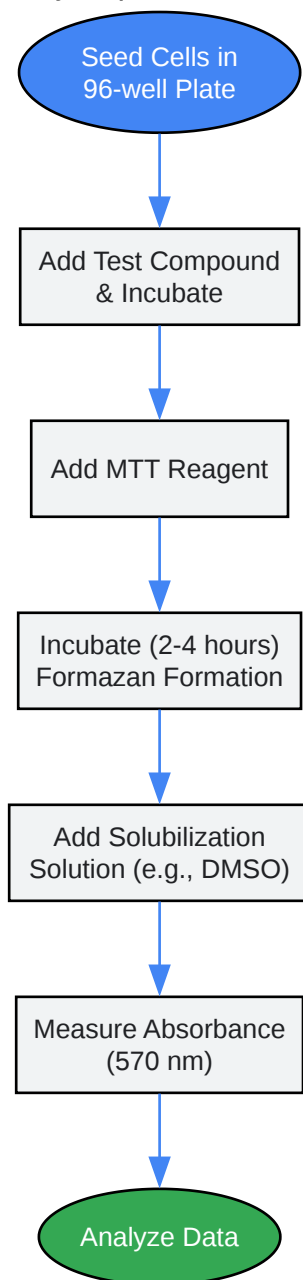 Seed Cells in
96-well Plate
Add Test Compound
& Incubate
Add MTT Reagent
Incubate (2-4 hours)
Formazan Formation
Add Solubilization
Solution (e.g., DMSO)
Measure Absorbance
(570 nm)
Analyze Data